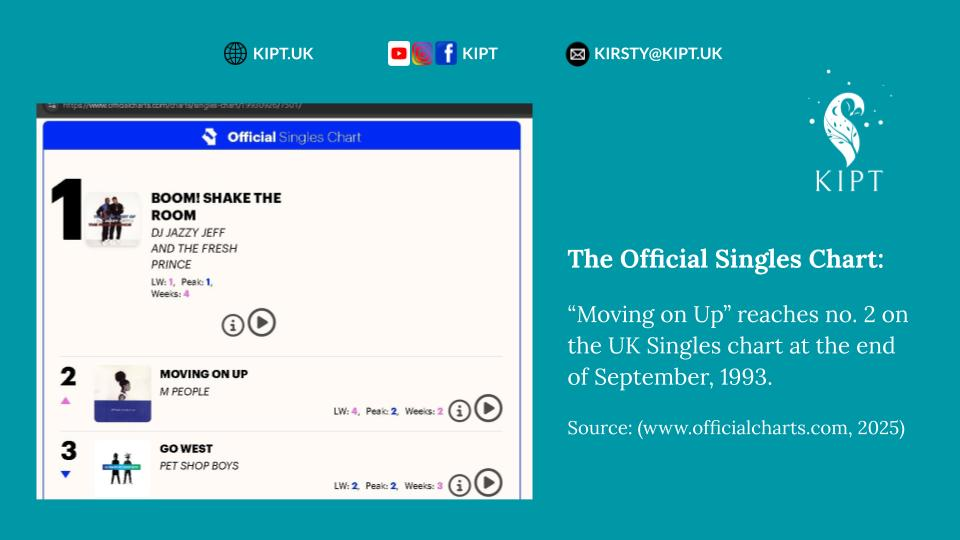 KIPT.UK
KIPT
KIRSTY@KIPT.UK
https://www.officialcharts.com/charts/singles-chart/19930926/7501/
Official Singles Chart
1
BOOM! SHAKE THE
ROOM
DJ JAZZY JEFF
AND THE FRESH
PRINCE
LW: 1, Peak: 1,
Weeks: 4
2
MOVING ON UP
M PEOPLE
LW: 4, Peak: 2, Weeks: 2
3
GO WEST
PET SHOP BOYS
LW: 2, Peak: 2, Weeks: 3
KIPT
The Official Singles Chart:
“Moving on Up” reaches no. 2 on
the UK Singles chart at the end
of September, 1993.
Source: (www.officialcharts.com, 2025)